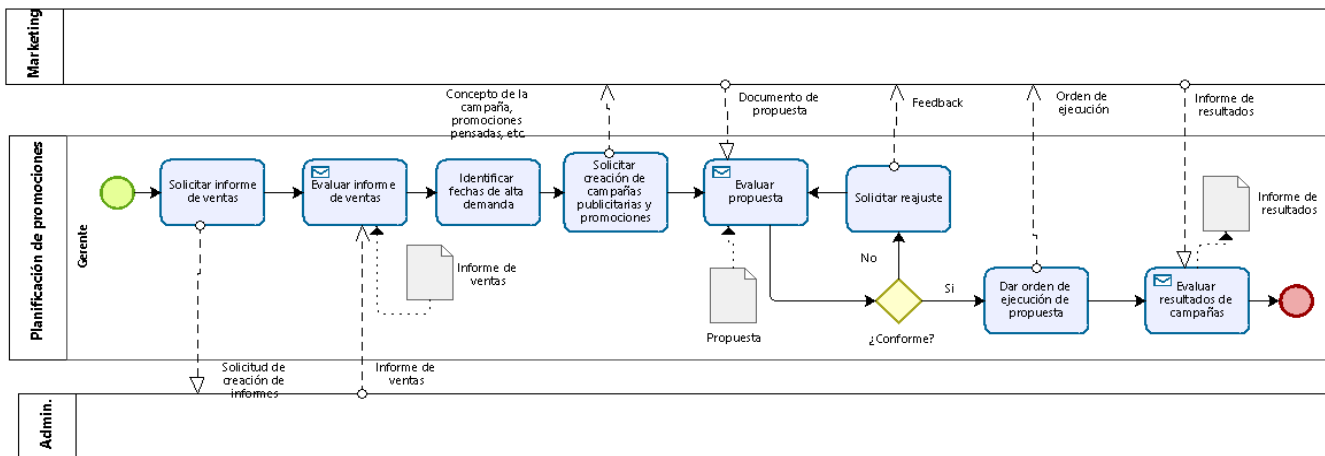 Marketing
Concepto de la
campaña,
promociones
pensadas, etc.
Documento de
propuesta
Feedback
Orden de
ejecución
Informe de
resultados
Planificación de promociones
Gerente
Solicitar informe
de ventas
Evaluar informe
de ventas
Identificar
fechas de alta
demanda
Solicitar
creación de
campañas
publicitarias y
promociones
Evaluar
propuesta
Solicitar reajuste
Informe de
resultados
Informe de
ventas
No
Si
Propuesta
¿Conforme?
Dar orden de
ejecución de
propuesta
Evaluar
resultados de
campañas
Solicitud de
creación de
informes
Informe de
ventas
Admin.